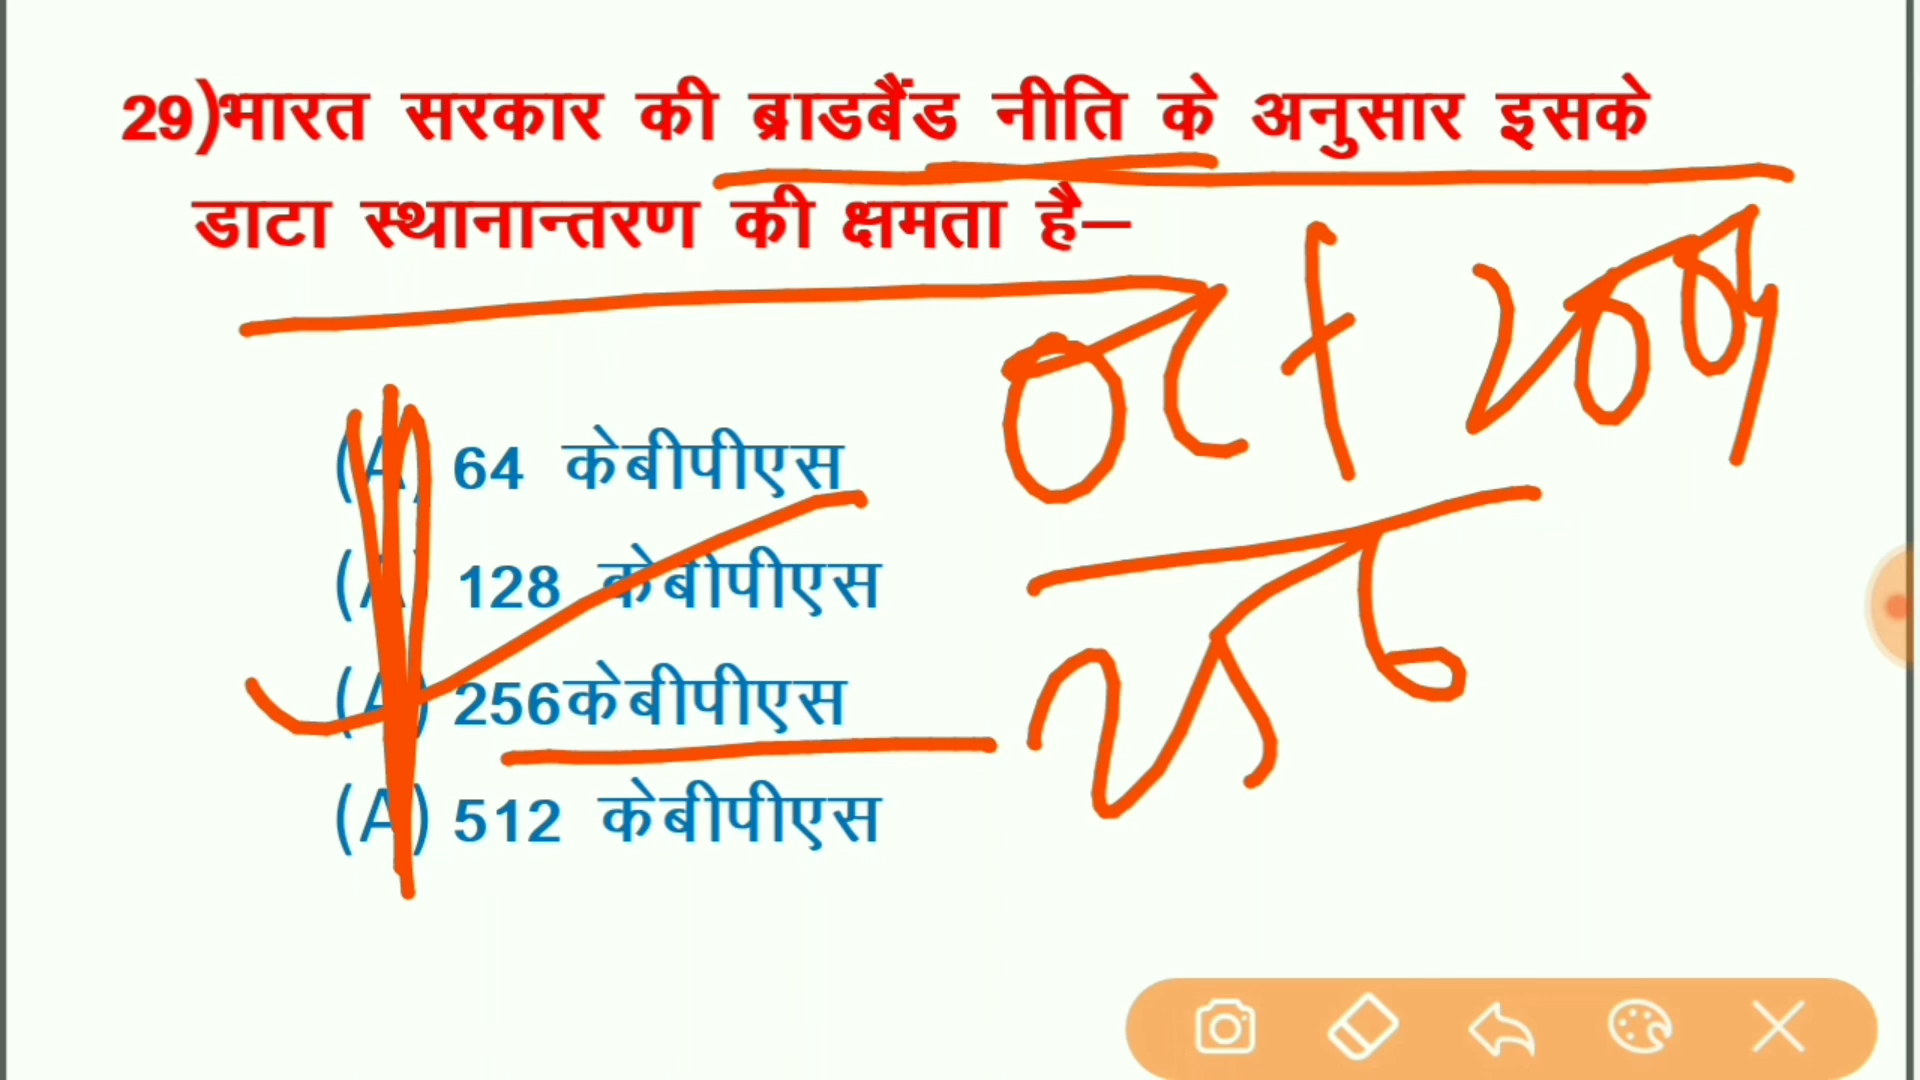 29)भारत सरकार की ब्राडबैंड नीति के अनुसार इसके
डाटा स्थानान्तरण की क्षमता है–
oct 2004
(A) 64 केबीपीएस
(A) 128 केबीपीएस
(A) 256केबीपीएस
256
(A) 512 केबीपीएस